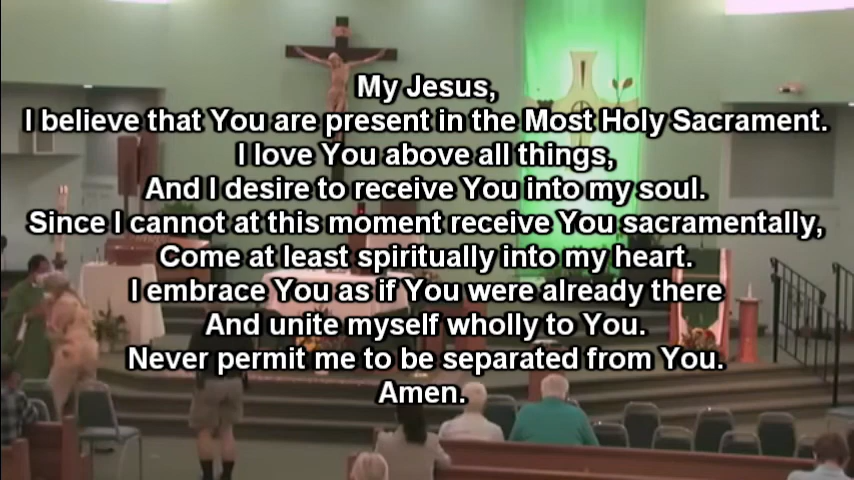 My Jesus,
I believe that You are present in the Most Holy Sacrament.
I love You above all things,
And I desire to receive You into my soul.
Since I cannot at this moment receive You sacramentally,
Come at least spiritually into my heart.
I embrace You as if You were already there
And unite myself wholly to You.
Never permit me to be separated from You.
Amen.